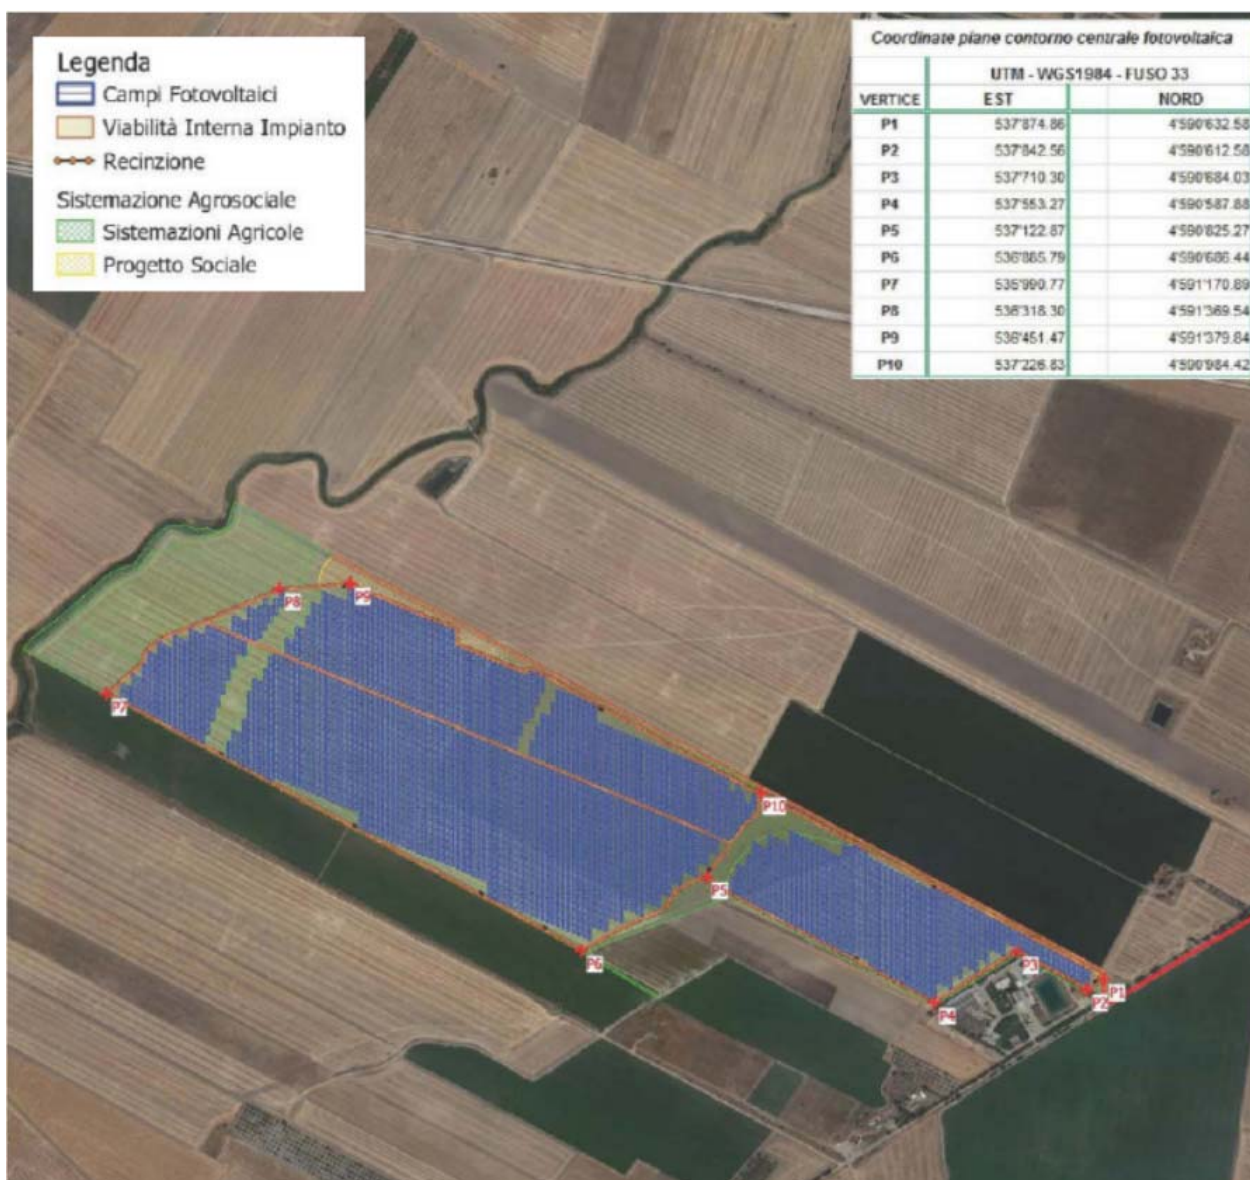 Legenda
Campi Fotovoltaici
Viabilità Interna Impianto
Recinzione
Sistemazione Agrosociale
Sistemazioni Agricole
Progetto Sociale
Coordinate piane contorno centrale fotovoltaica
UTM - WGS1984 - FUSO 33
VERTICE EST NORD
P1 537'874.86 4'590'632.58
P2 537'842.56 4'590'612.58
P3 537'710.30 4'590'684.03
P4 537'553.27 4'590'587.88
P5 537'122.87 4'590'825.27
P6 536'865.79 4'590'686.44
P7 535'990.77 4'591'170.89
P8 536'318.30 4'591'369.54
P9 536'451.47 4'591'379.84
P10 537'226.83 4'590'984.42
P8
P9
P7
P10
P5
P6
P3
P1
P2
P4